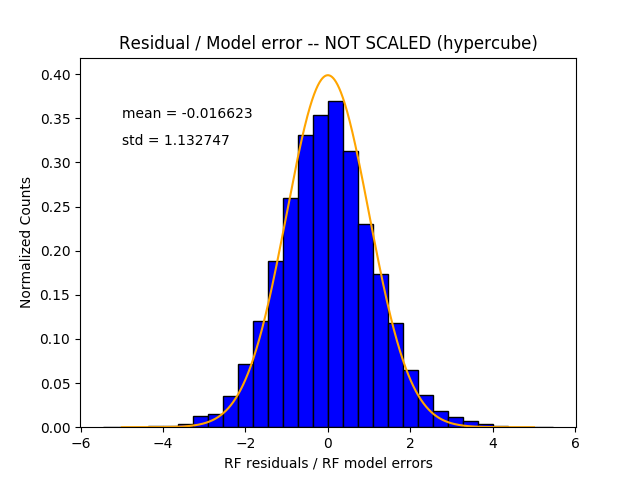 Residual / Model error -- NOT SCALED (hypercube)
mean = -0.016623
std = 1.132747
Normalized Counts
0.40
0.35
0.30
0.25
0.20
0.15
0.10
0.05
0.00
−6 −4 −2 0 2 4 6
RF residuals / RF model errors